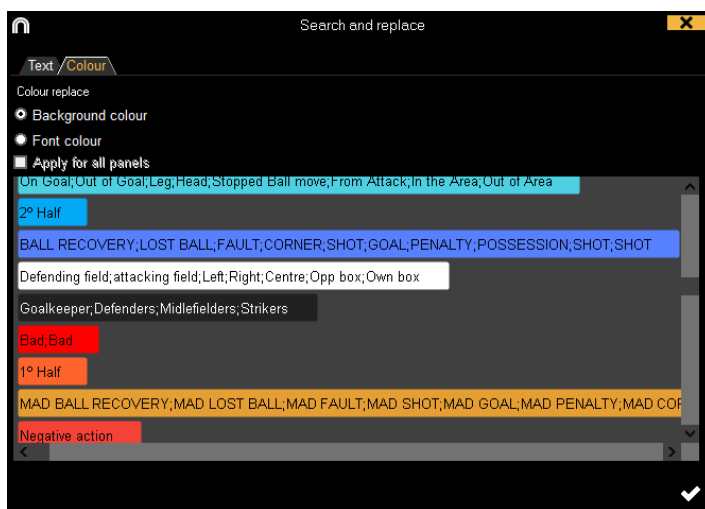 Search and replace
Text
Colour
Colour replace
Background colour
Font colour
Apply for all panels
On Goal;Out of Goal;Leg;Head;Stopped Ball move;From Attack;In the Area;Out of Area
2º Half
BALL RECOVERY;LOST BALL;FAULT;CORNER;SHOT;GOAL;PENALTY;POSSESSION;SHOT;SHOT
Defending field;attacking field;Left;Right;Centre;Opp box;Own box
Goalkeeper;Defenders;Midlefielders;Strikers
Bad;Bad
1º Half
MAD BALL RECOVERY;MAD LOST BALL;MAD FAULT;MAD SHOT;MAD GOAL;MAD PENALTY;MAD COR
Negative action